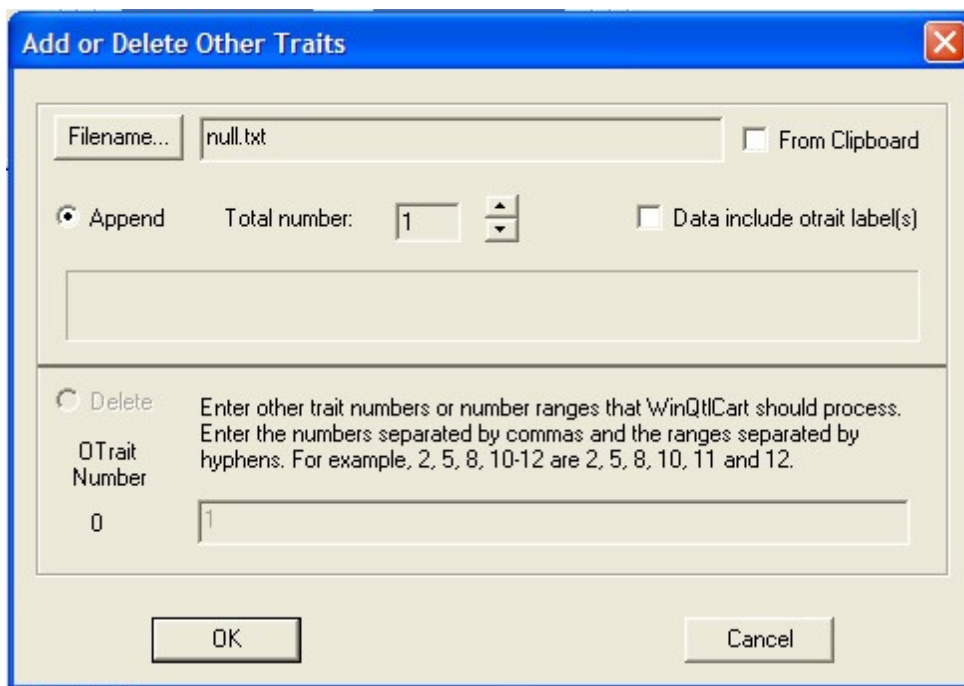 Add or Delete Other Traits
Filename... null.txt From Clipboard
Append Total number: 1 Data include otrait label(s)
Delete
Enter other trait numbers or number ranges that WinQtlCart should process.
Enter the numbers separated by commas and the ranges separated by
hyphens. For example, 2, 5, 8, 10-12 are 2, 5, 8, 10, 11 and 12.
OTrait
Number
0 1
OK Cancel